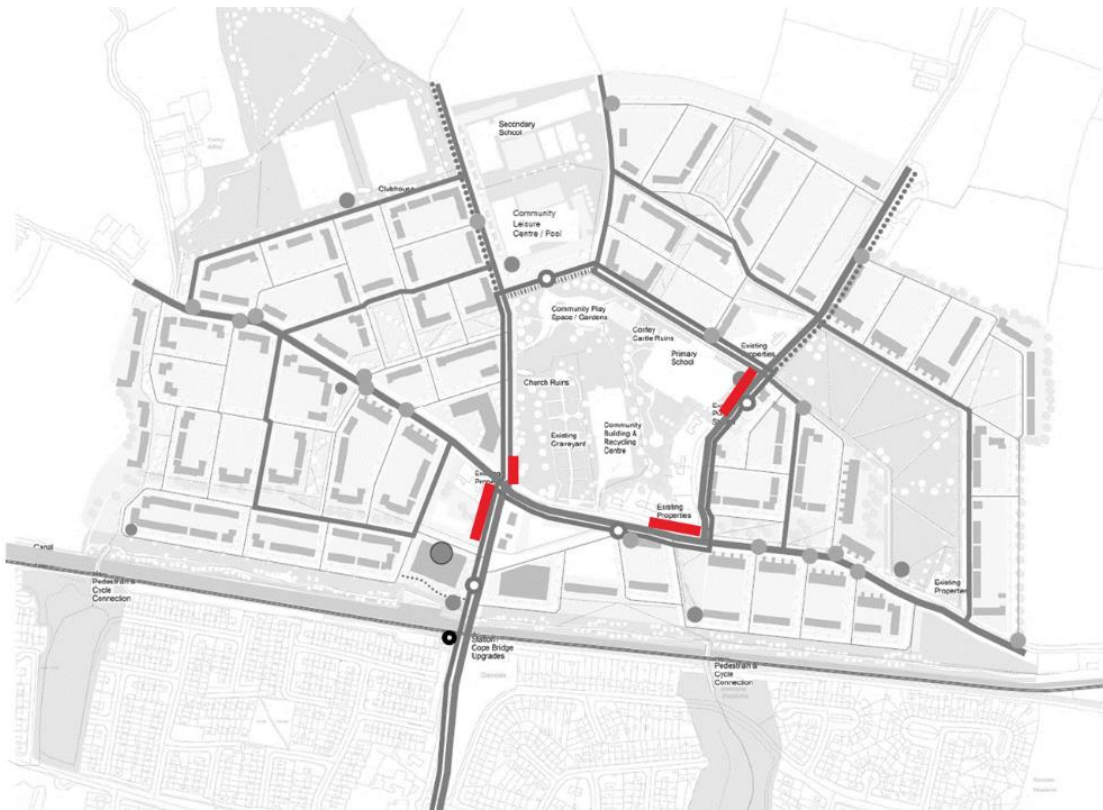 Secondary
School
Clubhouse
Community
Leisure
Centre / Pool
Community Play
Space / Gardens
Castle Ruins
Primary
School
Existing
Properties
Church Ruins
Existing
Graveyard
Community
Building &
Recycling
Centre
Existing
Properties
Existing
Properties
Canal
Pedestrian &
Cycle
Connection
Station /
Cope Bridge
Upgrades
Glendale
Pedestrian &
Cycle
Connection